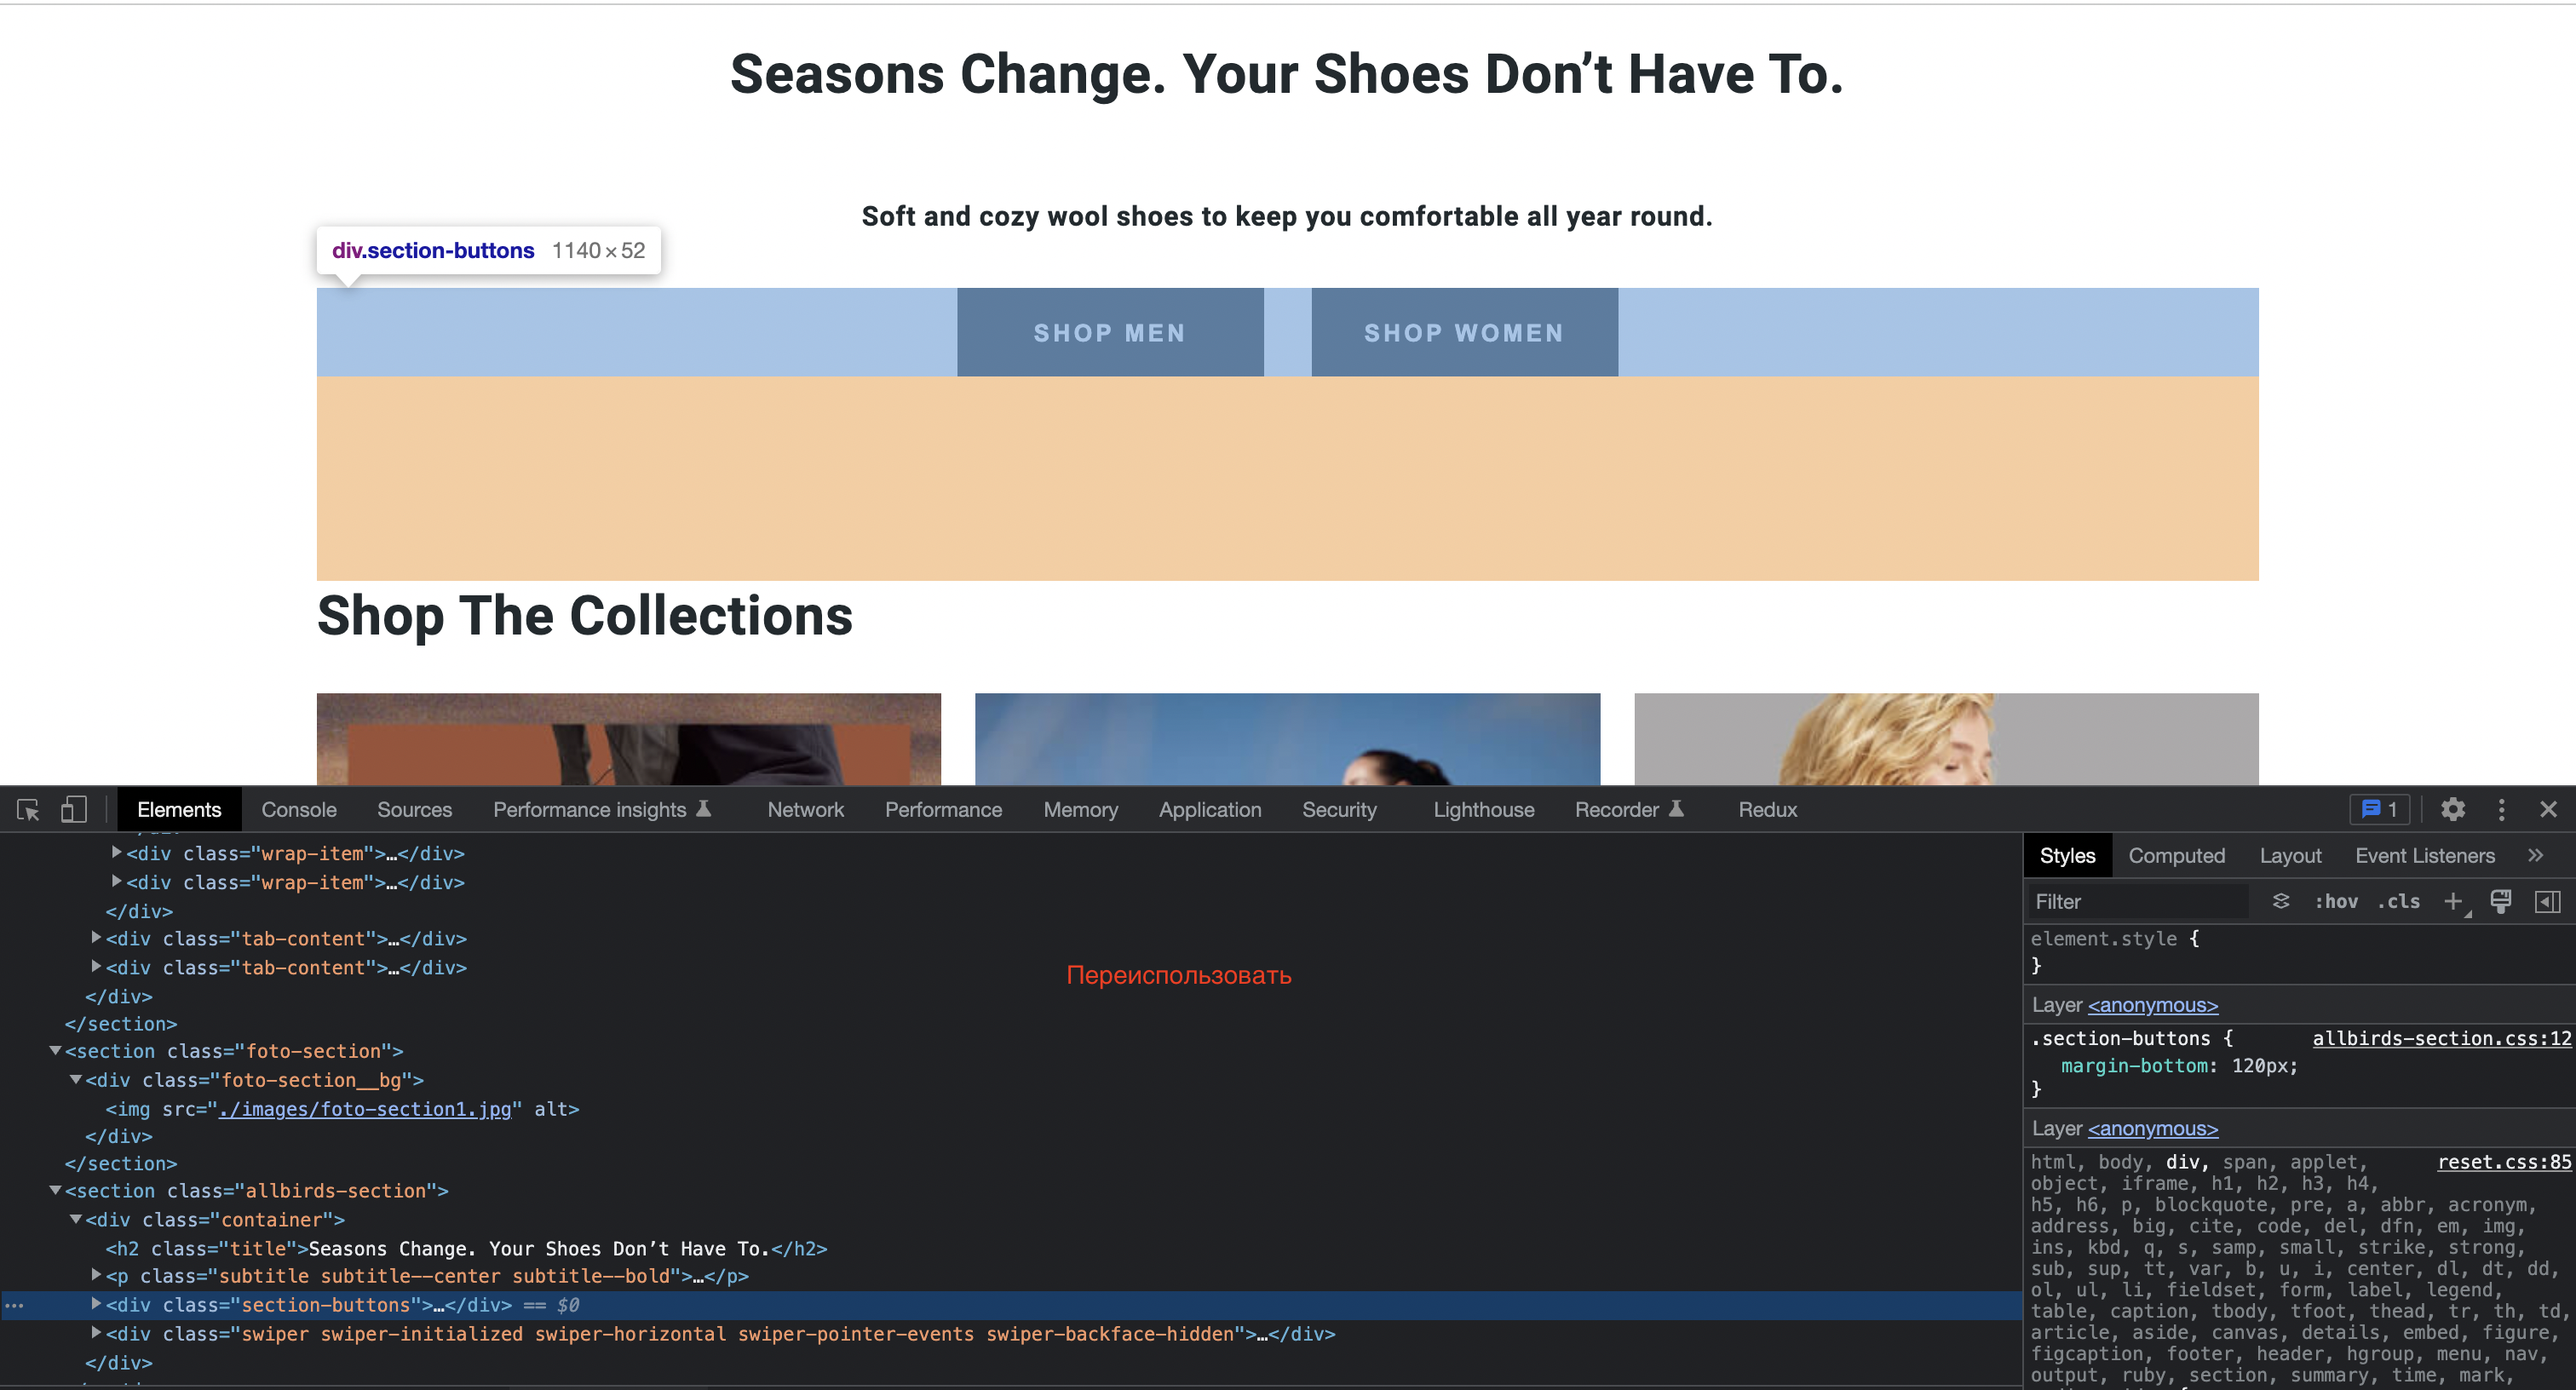 Seasons Change. Your Shoes Don’t Have To.
Soft and cozy wool shoes to keep you comfortable all year round.
div.section-buttons 1140×52
SHOP MEN
SHOP WOMEN
Shop The Collections
Elements Console Sources Performance insights Network Performance Memory Application Security Lighthouse Recorder Redux 1
<div class="wrap-item">…</div>
<div class="wrap-item">…</div>
</div>
<div class="tab-content">…</div>
<div class="tab-content">…</div>
</div>
</section>
<section class="foto-section">
<div class="foto-section__bg">
<img src="./images/foto-section1.jpg" alt>
</div>
</section>
<section class="allbirds-section">
<div class="container">
<h2 class="title">Seasons Change. Your Shoes Don’t Have To.</h2>
<p class="subtitle subtitle--center subtitle--bold">…</p>
<div class="section-buttons">…</div> == $0
<div class="swiper swiper-initialized swiper-horizontal swiper-pointer-events swiper-backface-hidden">…</div>
</div>
Переиспользовать
Styles Computed Layout Event Listeners »
Filter :hov .cls +
element.style {
}
Layer <anonymous>
.section-buttons { allbirds-section.css:12
margin-bottom: 120px;
}
Layer <anonymous>
html, body, div, span, applet, reset.css:85
object, iframe, h1, h2, h3, h4,
h5, h6, p, blockquote, pre, a, abbr, acronym,
address, big, cite, code, del, dfn, em, img,
ins, kbd, q, s, samp, small, strike, strong,
sub, sup, tt, var, b, u, i, center, dl, dt, dd,
ol, ul, li, fieldset, form, label, legend,
table, caption, tbody, tfoot, thead, tr, th, td,
article, aside, canvas, details, embed, figure,
figcaption, footer, header, hgroup, menu, nav,
output, ruby, section, summary, time, mark,